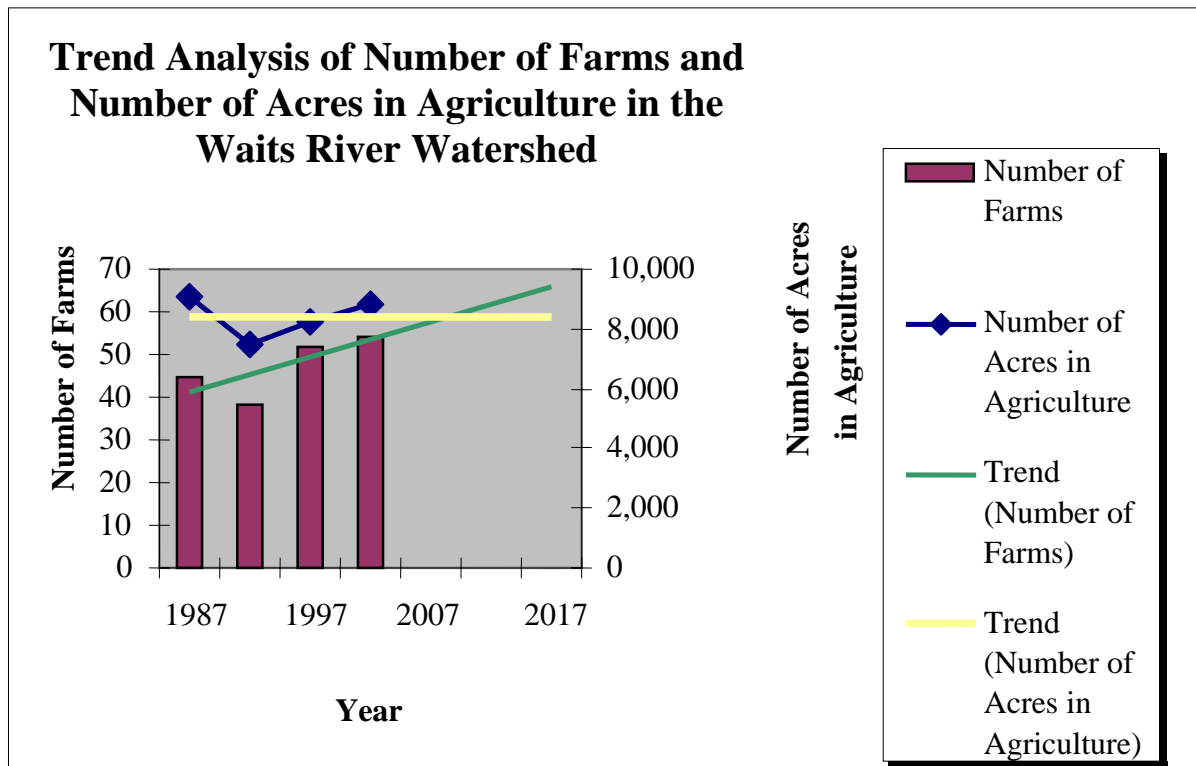 Trend Analysis of Number of Farms and
Number of Acres in Agriculture in the
Waits River Watershed
Number of Farms
70
60
50
40
30
20
10
0
10,000
8,000
6,000
4,000
2,000
0
Number of Acres
in Agriculture
1987
1997
2007
2017
Year
Number of
Farms
Number of
Acres in
Agriculture
Trend
(Number of
Farms)
Trend
(Number of
Acres in
Agriculture)